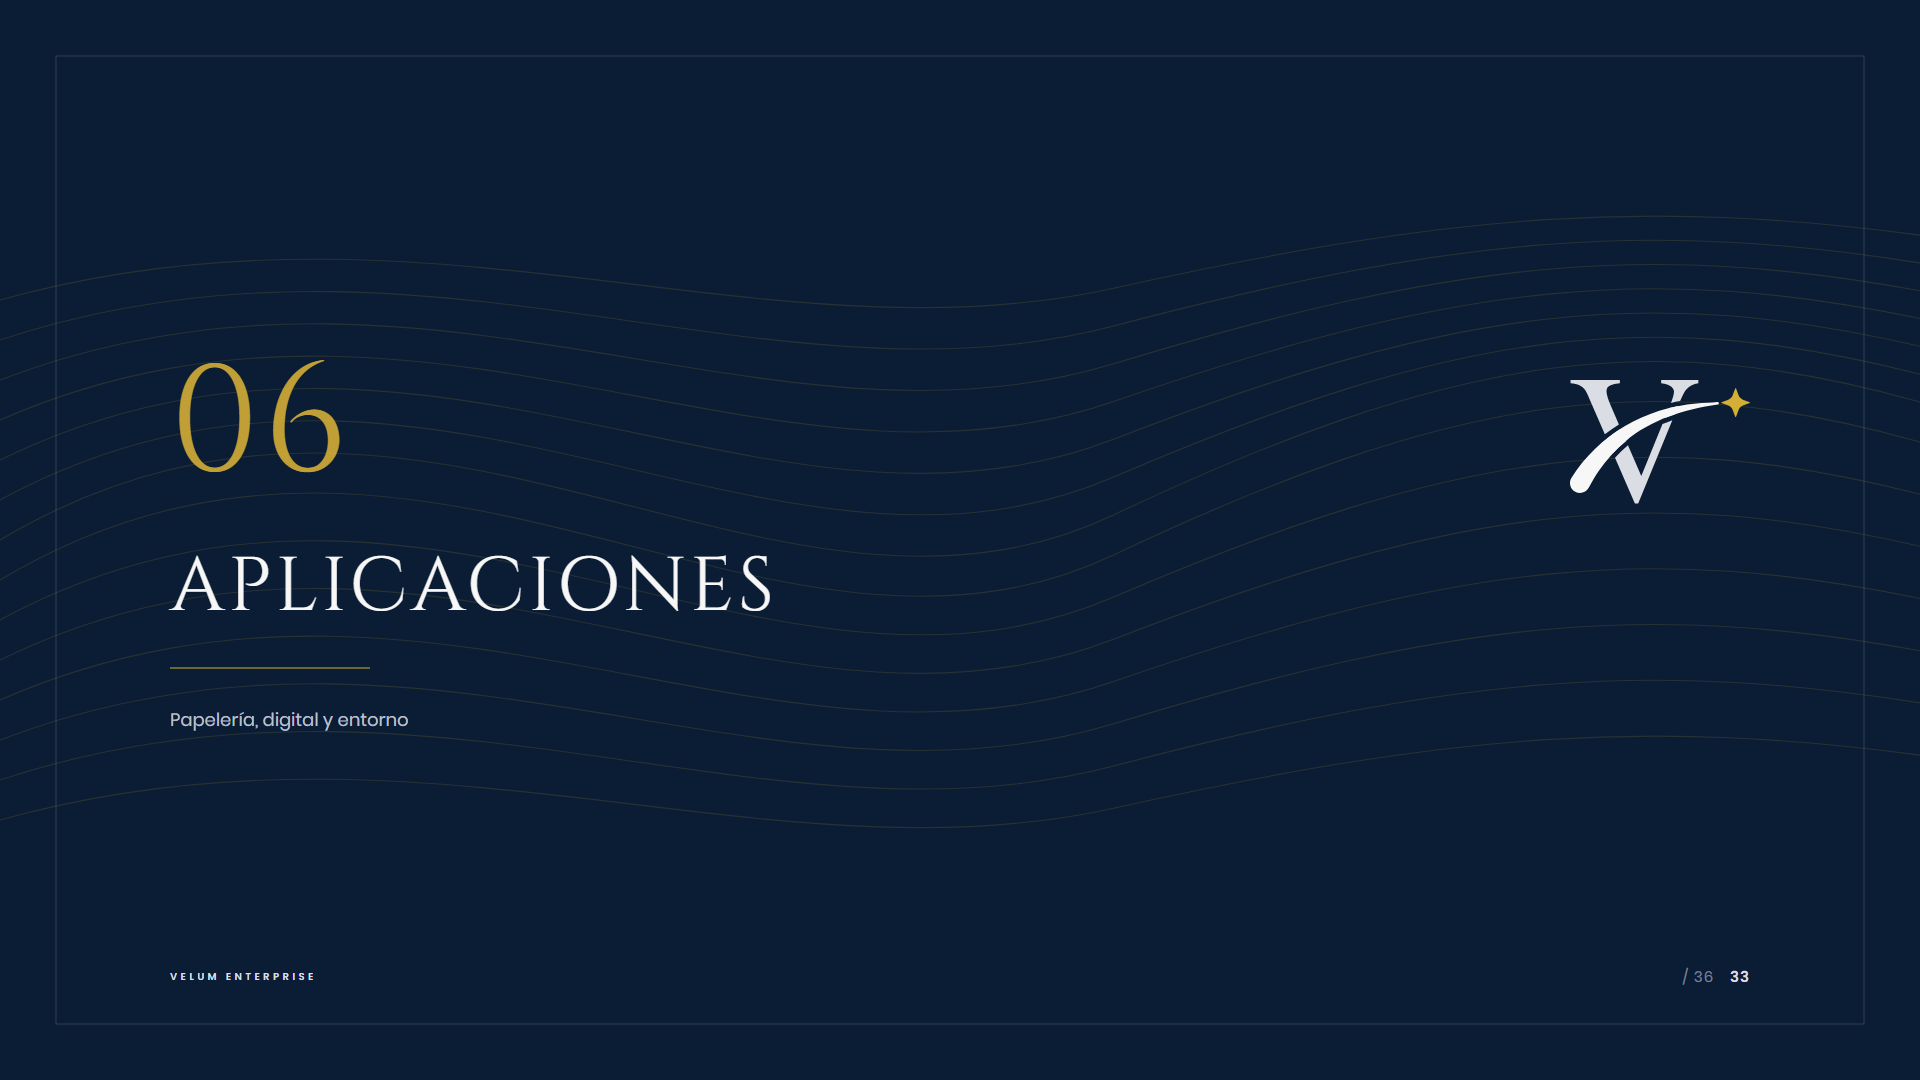 06
APLICACIONES
Papelería, digital y entorno
VELUM ENTERPRISE
/ 36 33